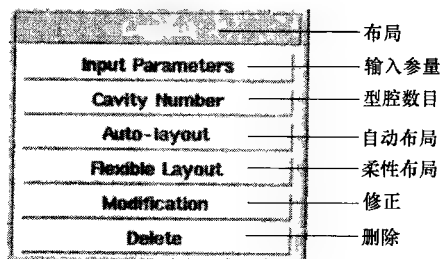 布局
Input Parameters 输入参量
Cavity Number 型腔数目
Auto-layout 自动布局
Flexible Layout 柔性布局
Modification 修正
Delete 删除